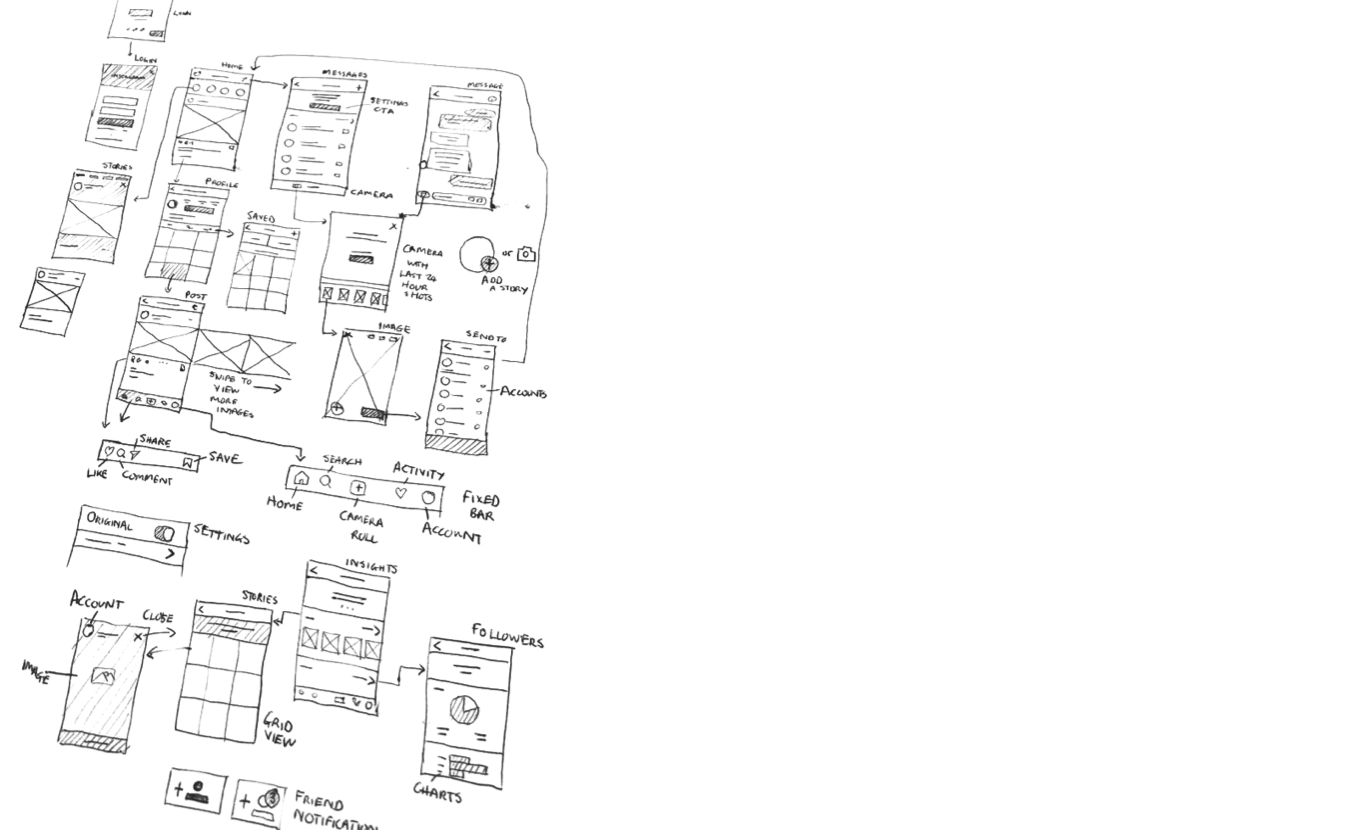 LOGIN
LOGIN
INSTAGRAM
HOME
MESSAGES
SETTINGS
CTA
MESSAGE
STORIES
PROFILE
SAVED
CAMERA
CAMERA
WITH
LAST 24
HOUR
SHOTS
OR
ADD
A STORY
POST
IMAGE
SEND TO
ACCOUNTS
SWIPE TO
VIEW
MORE
IMAGES
SHARE
SAVE
LIKE
COMMENT
SEARCH
ACTIVITY
HOME
CAMERA
ROLL
ACCOUNT
FIXED
BAR
ORIGINAL
SETTINGS
INSIGHTS
STORIES
ACCOUNT
CLOSE
IMAGE
GRID
VIEW
FOLLOWERS
CHARTS
FRIEND
NOTIFICATION